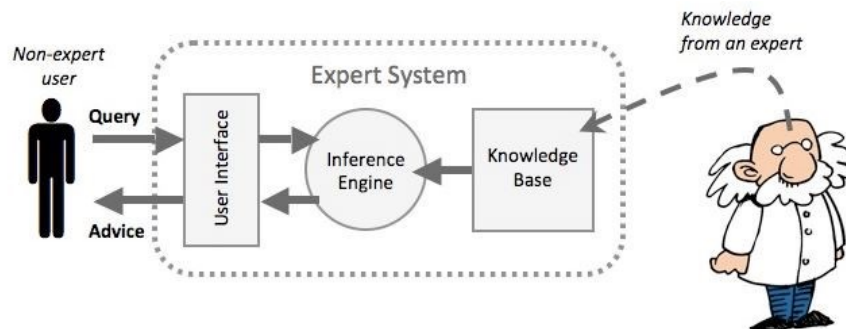 Non-expert
user
Knowledge
from an expert
Expert System
Query
User Interface
Inference
Engine
Knowledge
Base
Advice